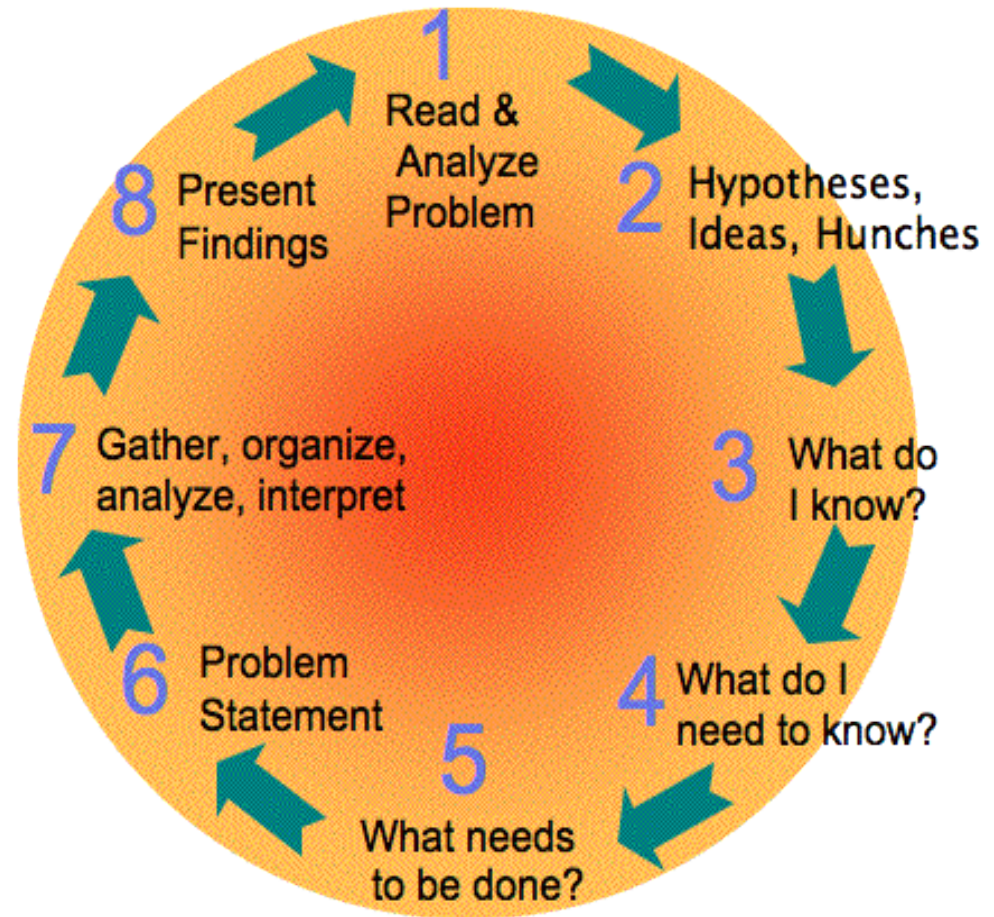 1
Read &
Analyze
Problem
2
Hypotheses,
Ideas, Hunches
3
What do
I know?
4
What do I
need to know?
5
What needs
to be done?
6
Problem
Statement
7
Gather, organize,
analyze, interpret
8
Present
Findings